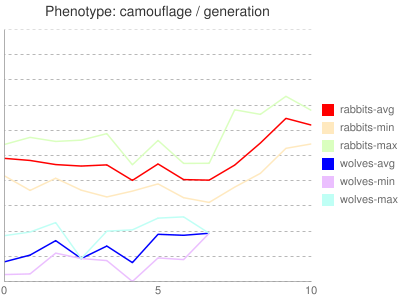 Phenotype: camouflage / generation
rabbits-avg
rabbits-min
rabbits-max
wolves-avg
wolves-min
wolves-max
0 5 10